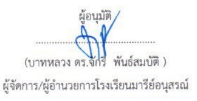 ผู้อนุมัติ
(บาทหลวง ดร.จักรี พันธ์สมบัติ )
ผู้จัดการ/ผู้อำนวยการโรงเรียนมารีย์อนุสรณ์